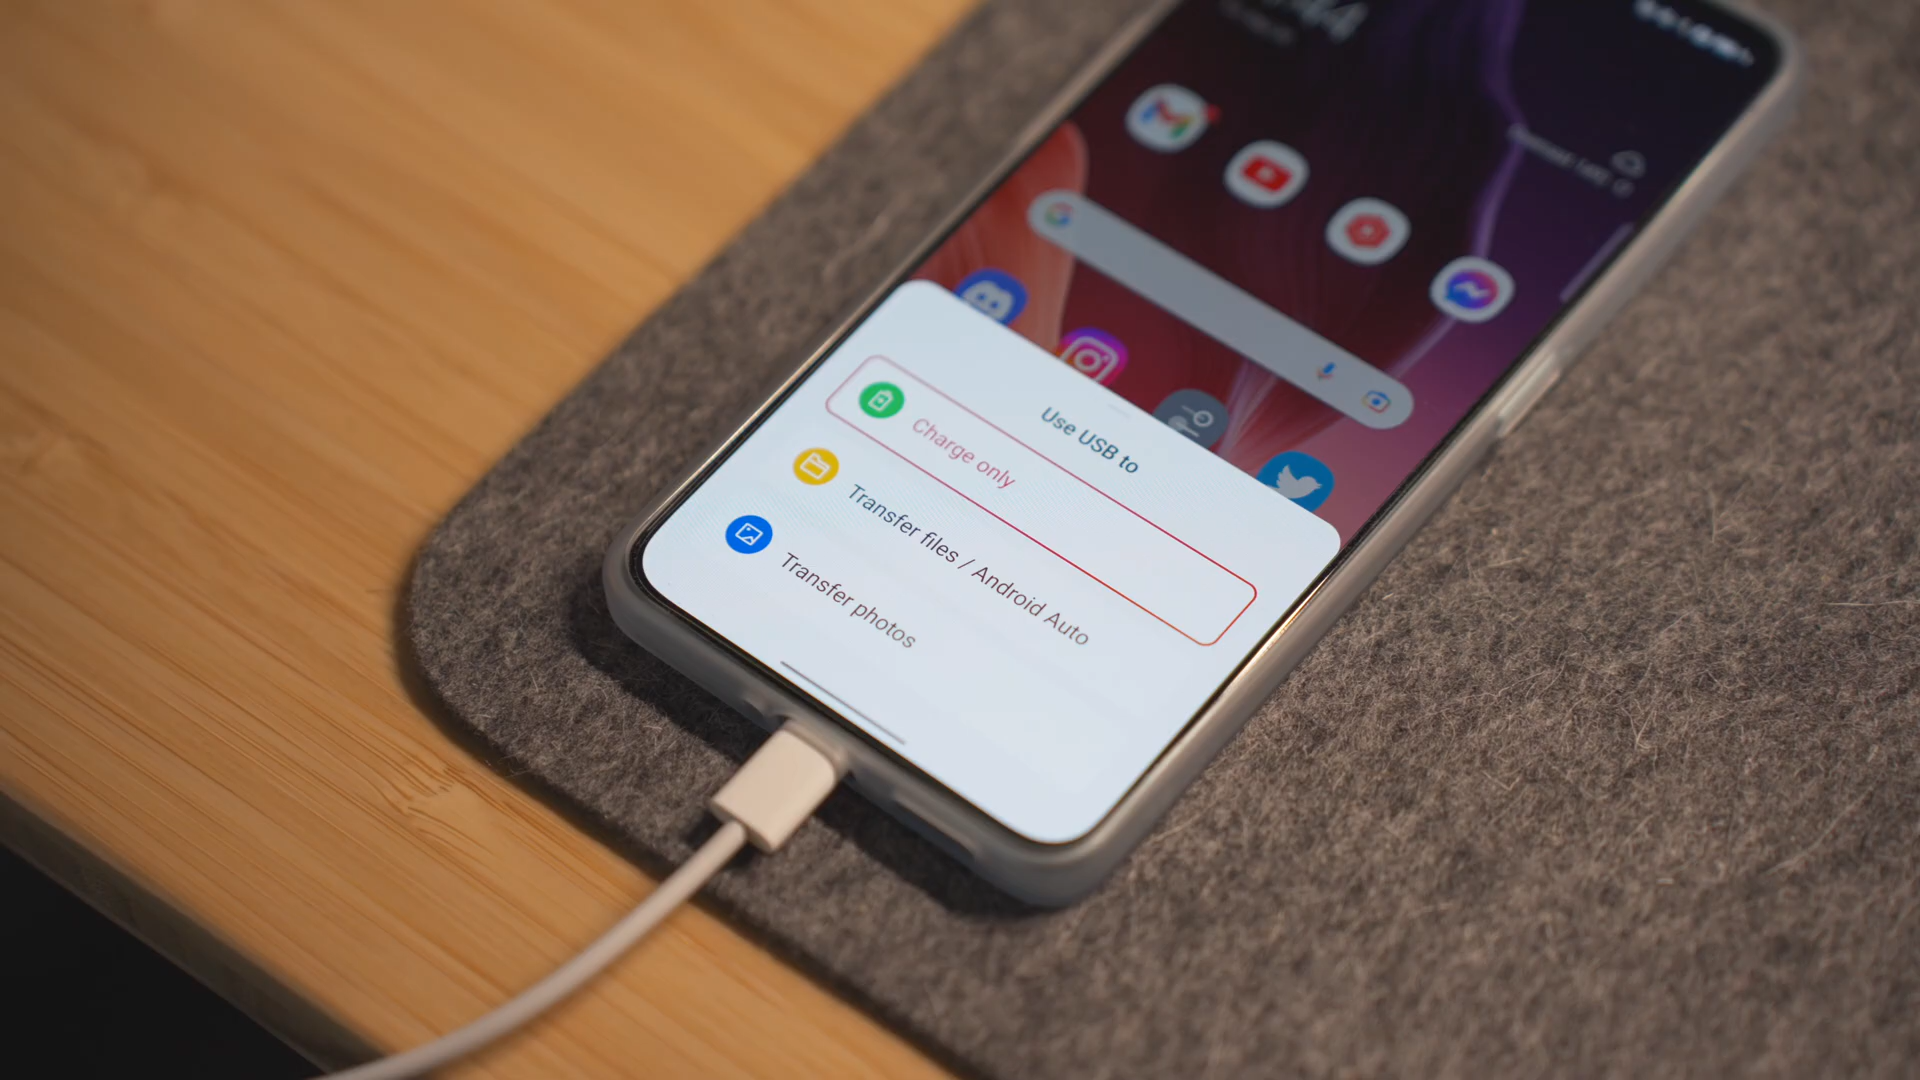 Use USB to
Charge only
Transfer files / Android Auto
Transfer photos